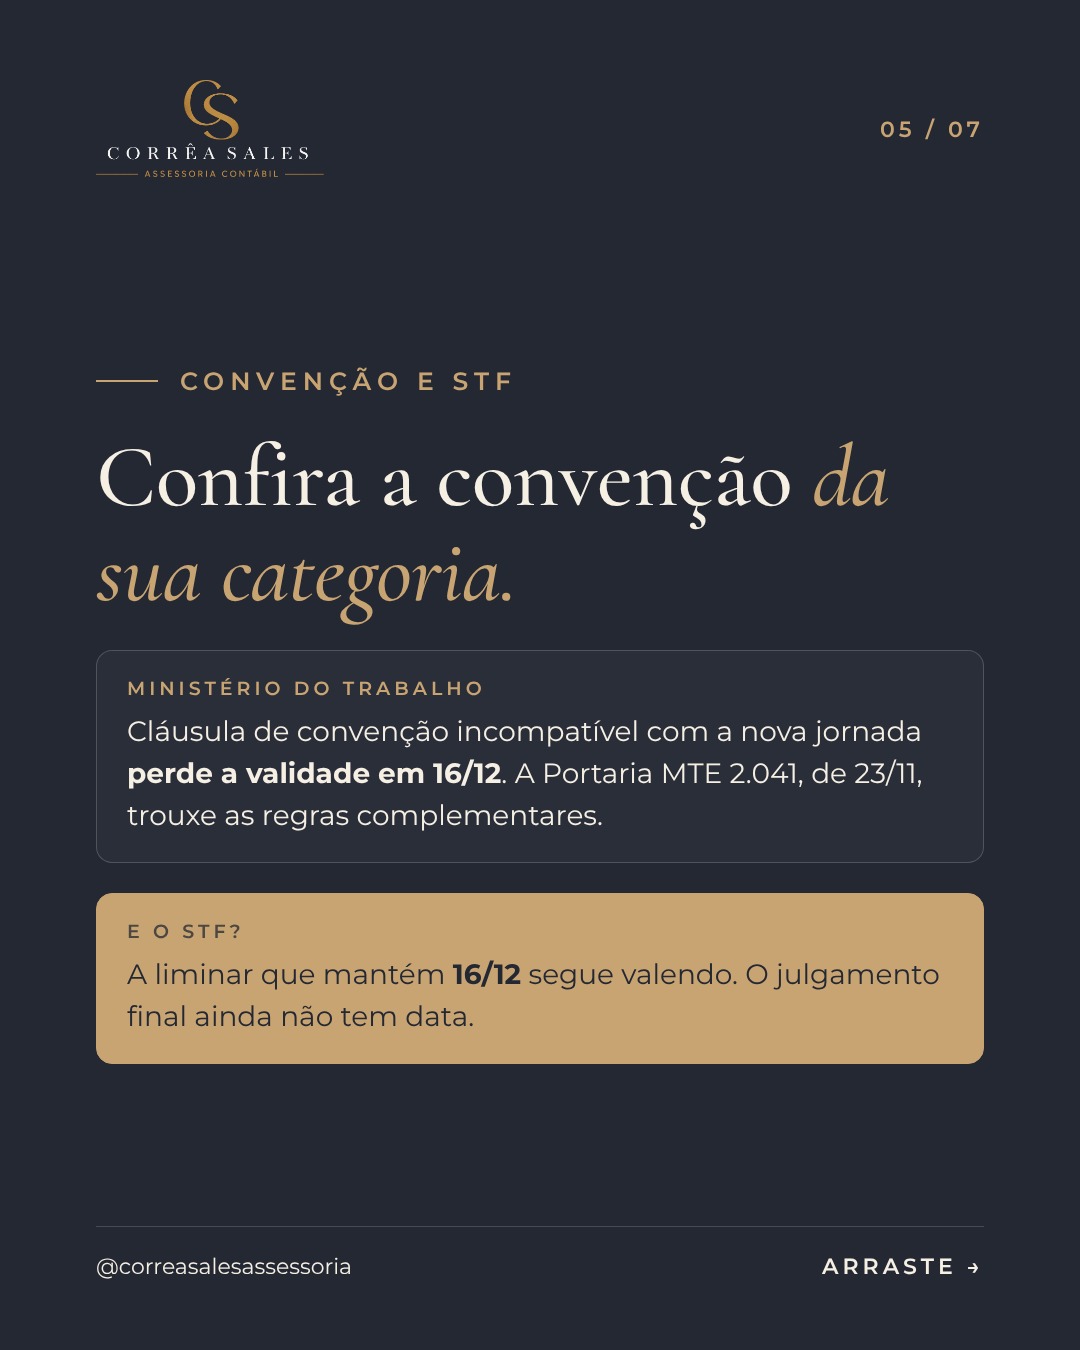 CS
CORRÊA SALES
ASSESSORIA CONTÁBIL
05 / 07
CONVENÇÃO E STF
Confira a convenção da
sua categoria.
MINISTÉRIO DO TRABALHO
Cláusula de convenção incompatível com a nova jornada
perde a validade em 16/12. A Portaria MTE 2.041, de 23/11,
trouxe as regras complementares.
E O STF?
A liminar que mantém 16/12 segue valendo. O julgamento
final ainda não tem data.
@correasalesassessoria
ARRASTE →